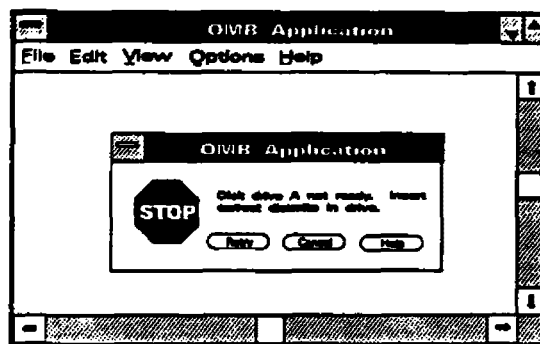 OMB Application
File Edit View Options Help
OMB Application
STOP
Disk drive A not ready. Insert
correct diskette in drive.
Retry Cancel Help